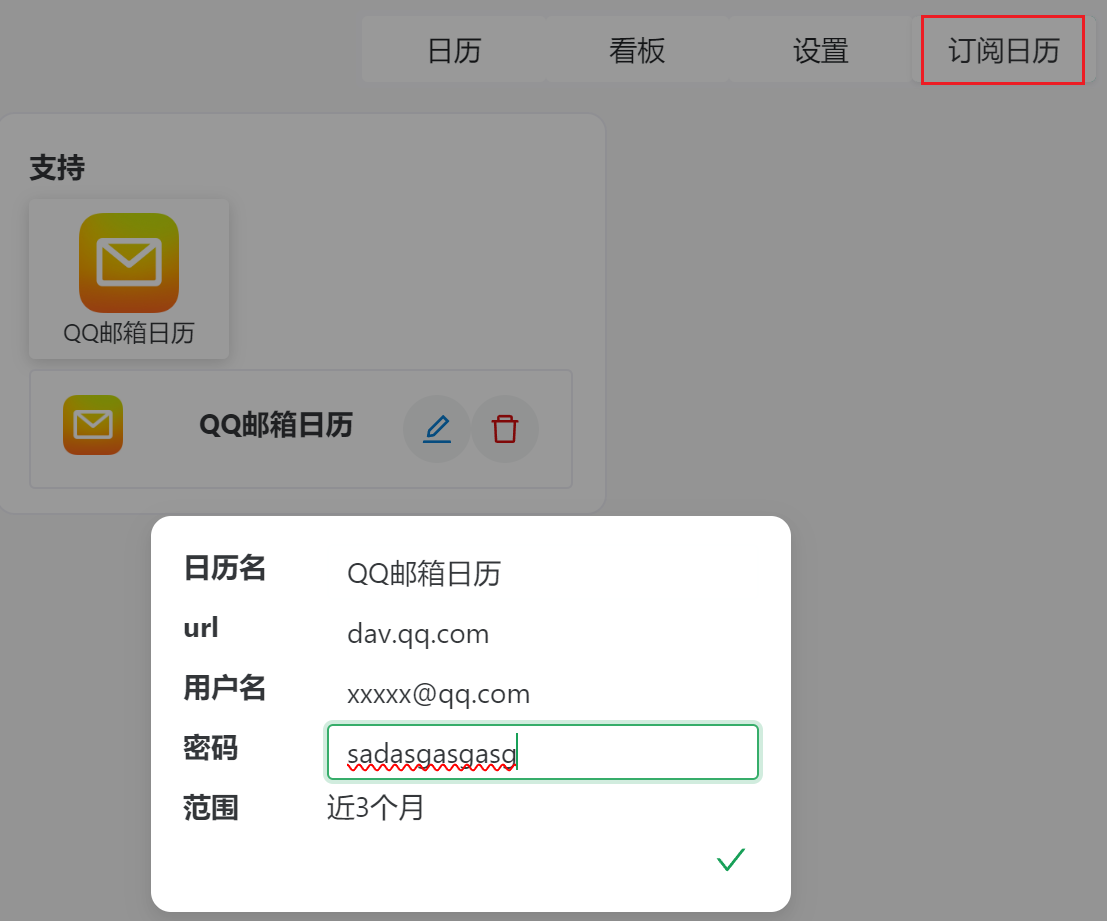 日历 看板 设置 订阅日历
支持
QQ邮箱日历
QQ邮箱日历
日历名 QQ邮箱日历
url dav.qq.com
用户名 xxxxx@qq.com
密码 sadasgasgasg
范围 近3个月